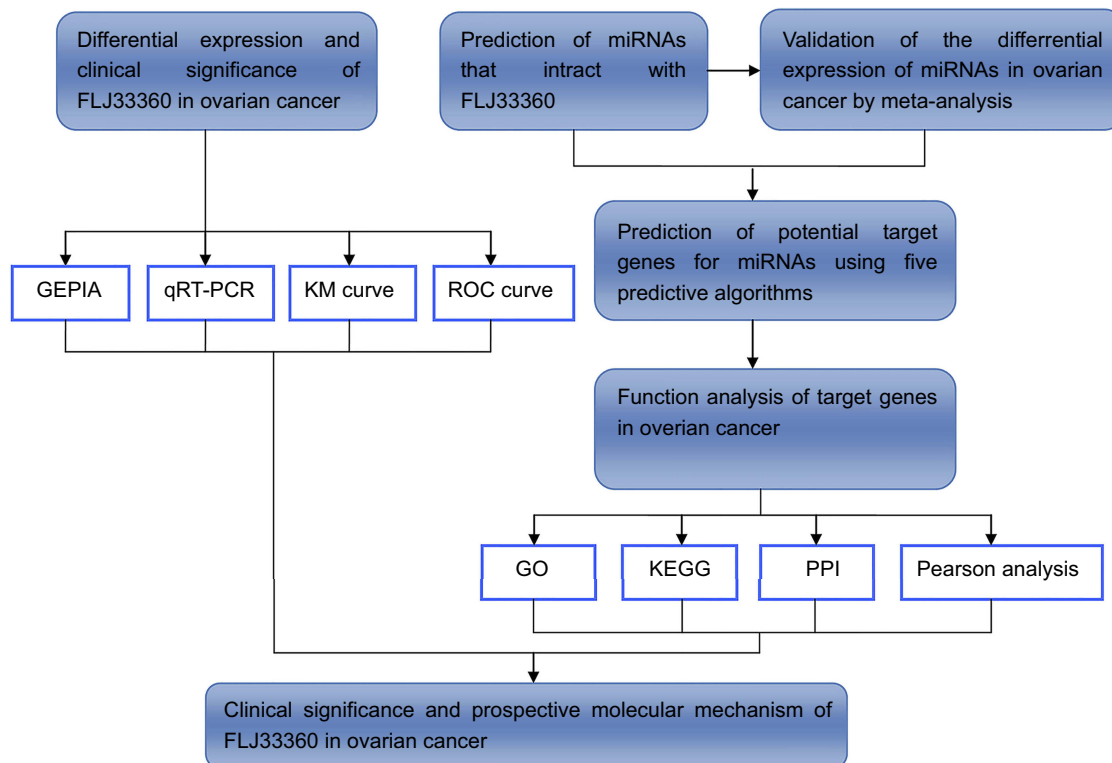 Differential expression and
clinical significance of
FLJ33360 in ovarian cancer
Prediction of miRNAs
that intract with
FLJ33360
Validation of the differrential
expression of miRNAs in ovarian
cancer by meta-analysis
Prediction of potential target
genes for miRNAs using five
predictive algorithms
GEPIA
qRT-PCR
KM curve
ROC curve
Function analysis of target genes
in overian cancer
GO
KEGG
PPI
Pearson analysis
Clinical significance and prospective molecular mechanism of
FLJ33360 in ovarian cancer